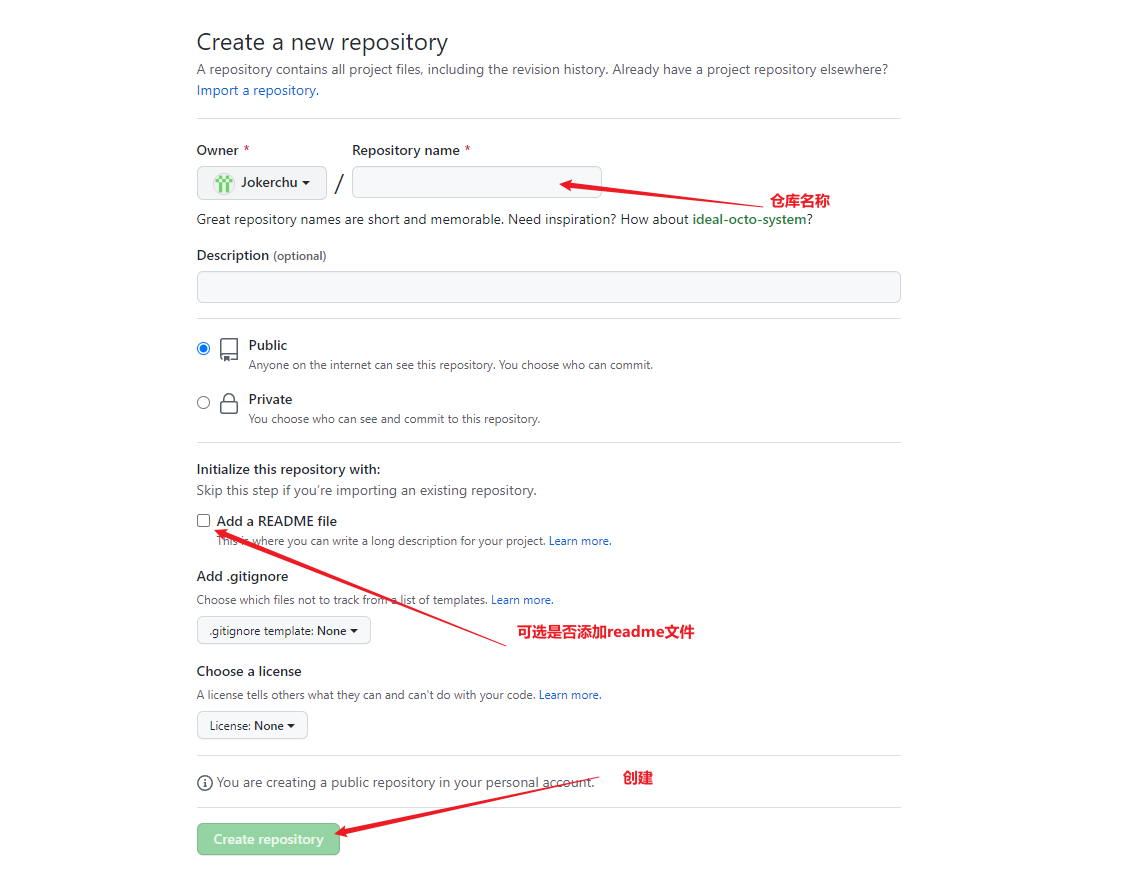 Create a new repository
A repository contains all project files, including the revision history. Already have a project repository elsewhere?
Import a repository.
Owner *
Repository name *
Jokerchu
/
仓库名称
Great repository names are short and memorable. Need inspiration? How about ideal-octo-system?
Description (optional)
Public
Anyone on the internet can see this repository. You choose who can commit.
Private
You choose who can see and commit to this repository.
Initialize this repository with:
Skip this step if you're importing an existing repository.
Add a README file
This is where you can write a long description for your project. Learn more.
Add .gitignore
Choose which files not to track from a list of templates. Learn more.
.gitignore template: None
可选是否添加readme文件
Choose a license
A license tells others what they can and can't do with your code. Learn more.
License: None
You are creating a public repository in your personal account.
创建
Create repository